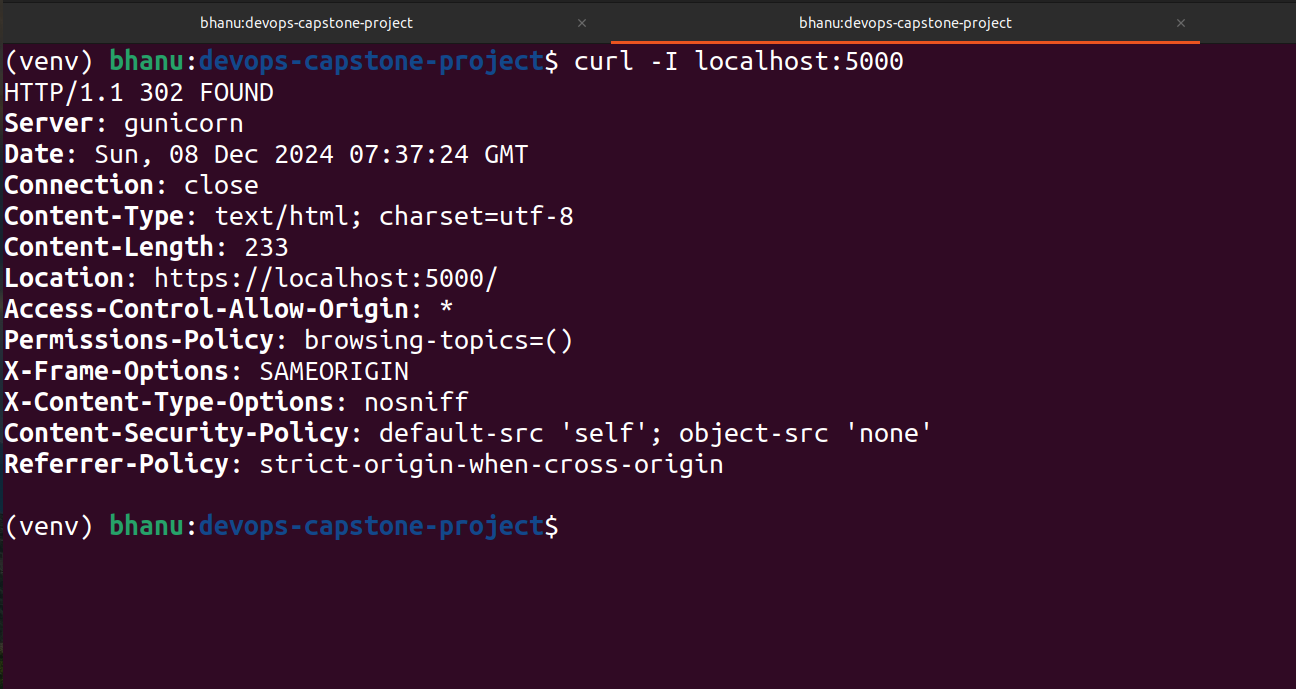 bhanu:devops-capstone-project × bhanu:devops-capstone-project ×
(venv) bhanu:devops-capstone-project$ curl -I localhost:5000
HTTP/1.1 302 FOUND
Server: gunicorn
Date: Sun, 08 Dec 2024 07:37:24 GMT
Connection: close
Content-Type: text/html; charset=utf-8
Content-Length: 233
Location: https://localhost:5000/
Access-Control-Allow-Origin: *
Permissions-Policy: browsing-topics=()
X-Frame-Options: SAMEORIGIN
X-Content-Type-Options: nosniff
Content-Security-Policy: default-src 'self'; object-src 'none'
Referrer-Policy: strict-origin-when-cross-origin
(venv) bhanu:devops-capstone-project$